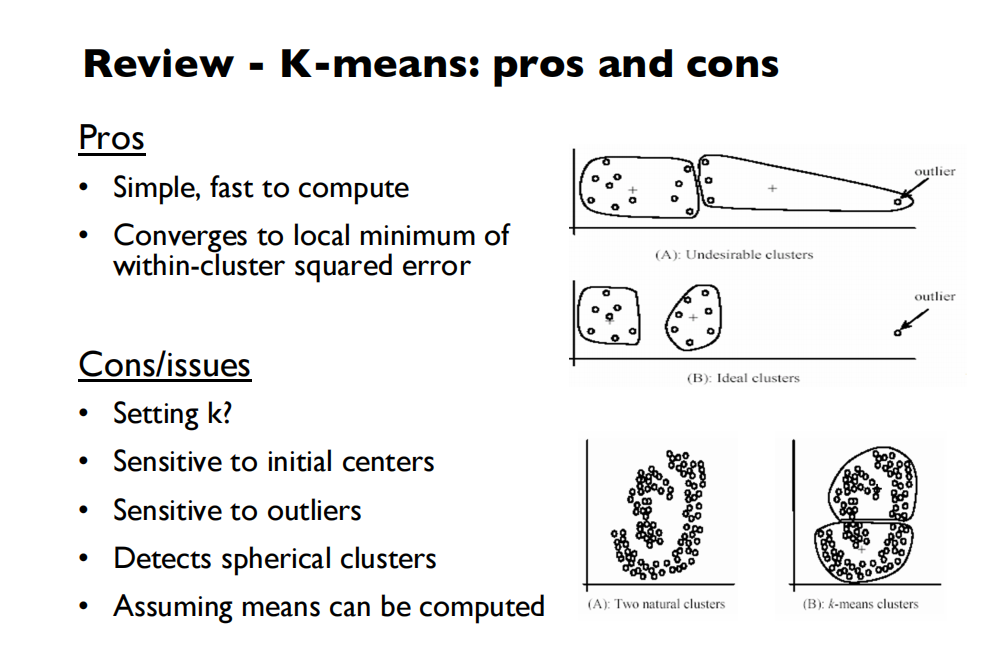 Review - K-means: pros and cons
Pros
• Simple, fast to compute
• Converges to local minimum of
within-cluster squared error
Cons/issues
• Setting k?
• Sensitive to initial centers
• Sensitive to outliers
• Detects spherical clusters
• Assuming means can be computed
outlier
(A): Undesirable clusters
outlier
(B): Ideal clusters
(A): Two natural clusters
(B): k-means clusters